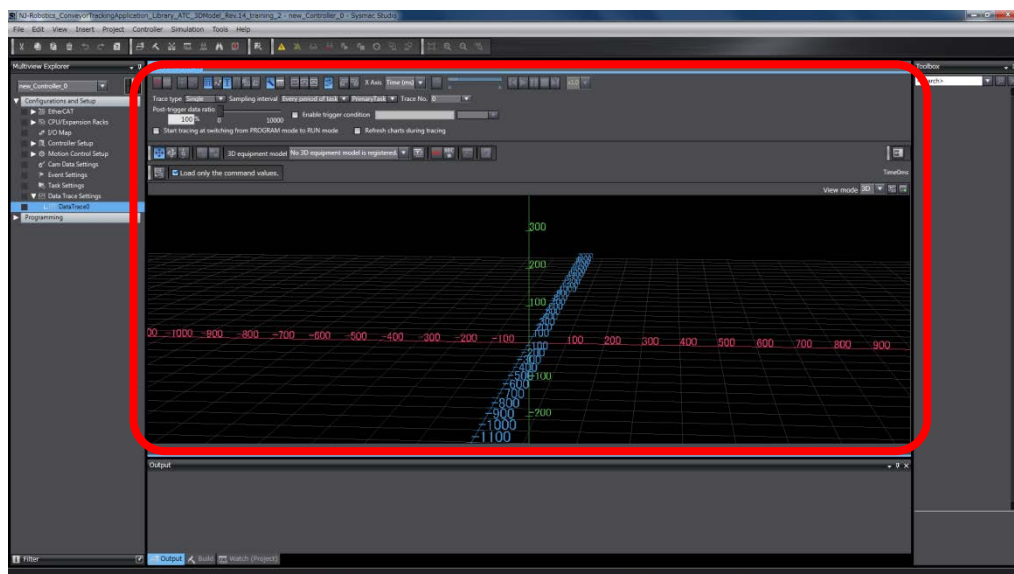 NJ-Robotics_ConveyorTrackingApplication_Library_ATC_3DModel_Rev.14_training_2 - new_Controller_0 - Sysmac Studio
File Edit View Insert Project Controller Simulation Tools Help
Multiview Explorer
Toolbox
new_Controller_0
Configurations and Setup
EtherCAT
CPU/Expansion Racks
I/O Map
Controller Setup
Motion Control Setup
Cam Data Settings
Event Settings
Task Settings
Data Trace Settings
DataTrace0
Programming
X Axis Time (ms)
x1.0
Trace type Single Sampling interval Every period of task PrimaryTask Trace No. 0
Post-trigger data ratio
100 % 0 10000 Enable trigger condition
Start tracing at switching from PROGRAM mode to RUN mode Refresh charts during tracing
3D equipment model No 3D equipment model is registered.
Load only the command values.
Time0ms
View mode 3D
300
200
100
-1000 -900 -800 -700 -600 -500 -400 -300 -200 -100 100 200 300 400 500 600 700 800 900
-100
-200
-800
-900
-1000
-1100
Output
Filter
Output Build Watch (Project)